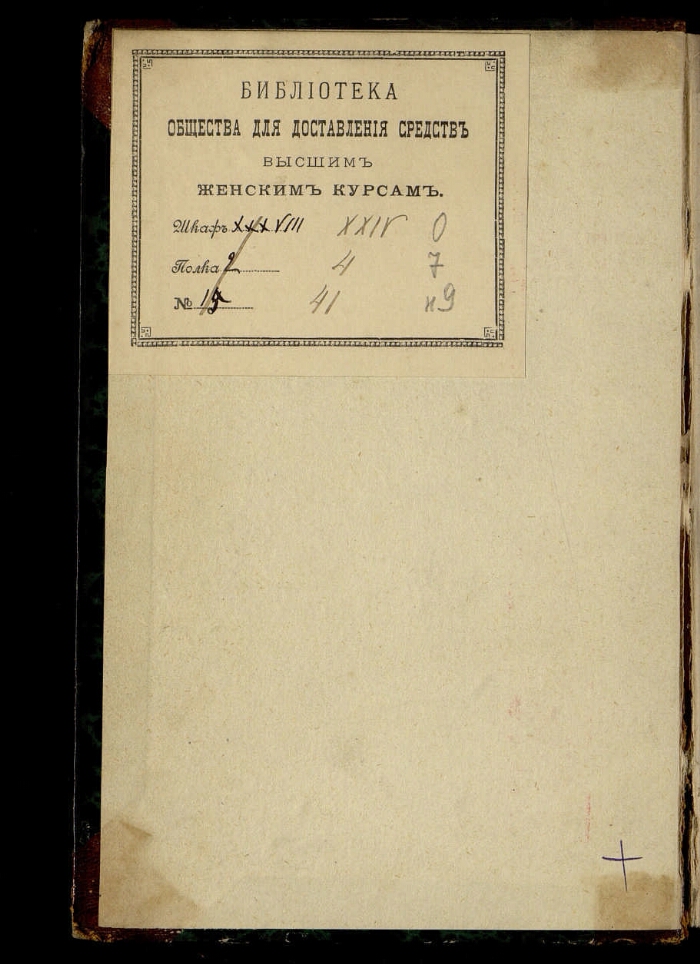 БИБЛІОТЕКА
ОБЩЕСТВА ДЛЯ ДОСТАВЛЕНІЯ СРЕДСТВЪ
ВЫСШИМЪ
ЖЕНСКИМЪ КУРСАМЪ.
Шкафъ XXXVIII XXIV 0
Полка 2 4 7
№ 15 41 н9